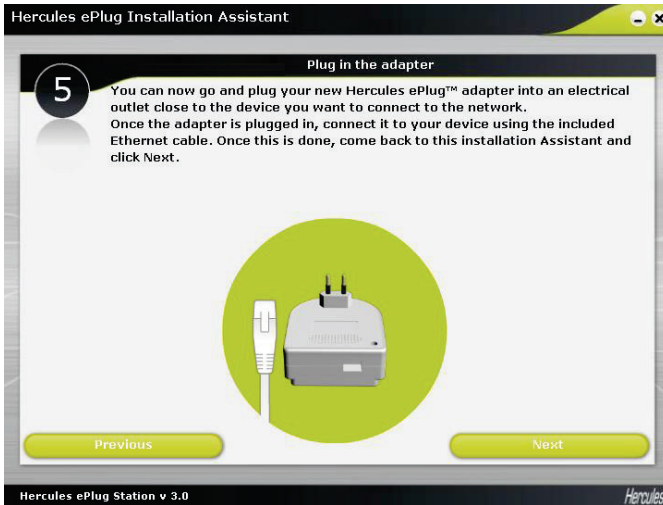 Hercules ePlug Installation Assistant
Plug in the adapter
5
You can now go and plug your new Hercules ePlug™ adapter into an electrical
outlet close to the device you want to connect to the network.
Once the adapter is plugged in, connect it to your device using the included
Ethernet cable. Once this is done, come back to this installation Assistant and
click Next.
Previous
Next
Hercules ePlug Station v 3.0
Hercules